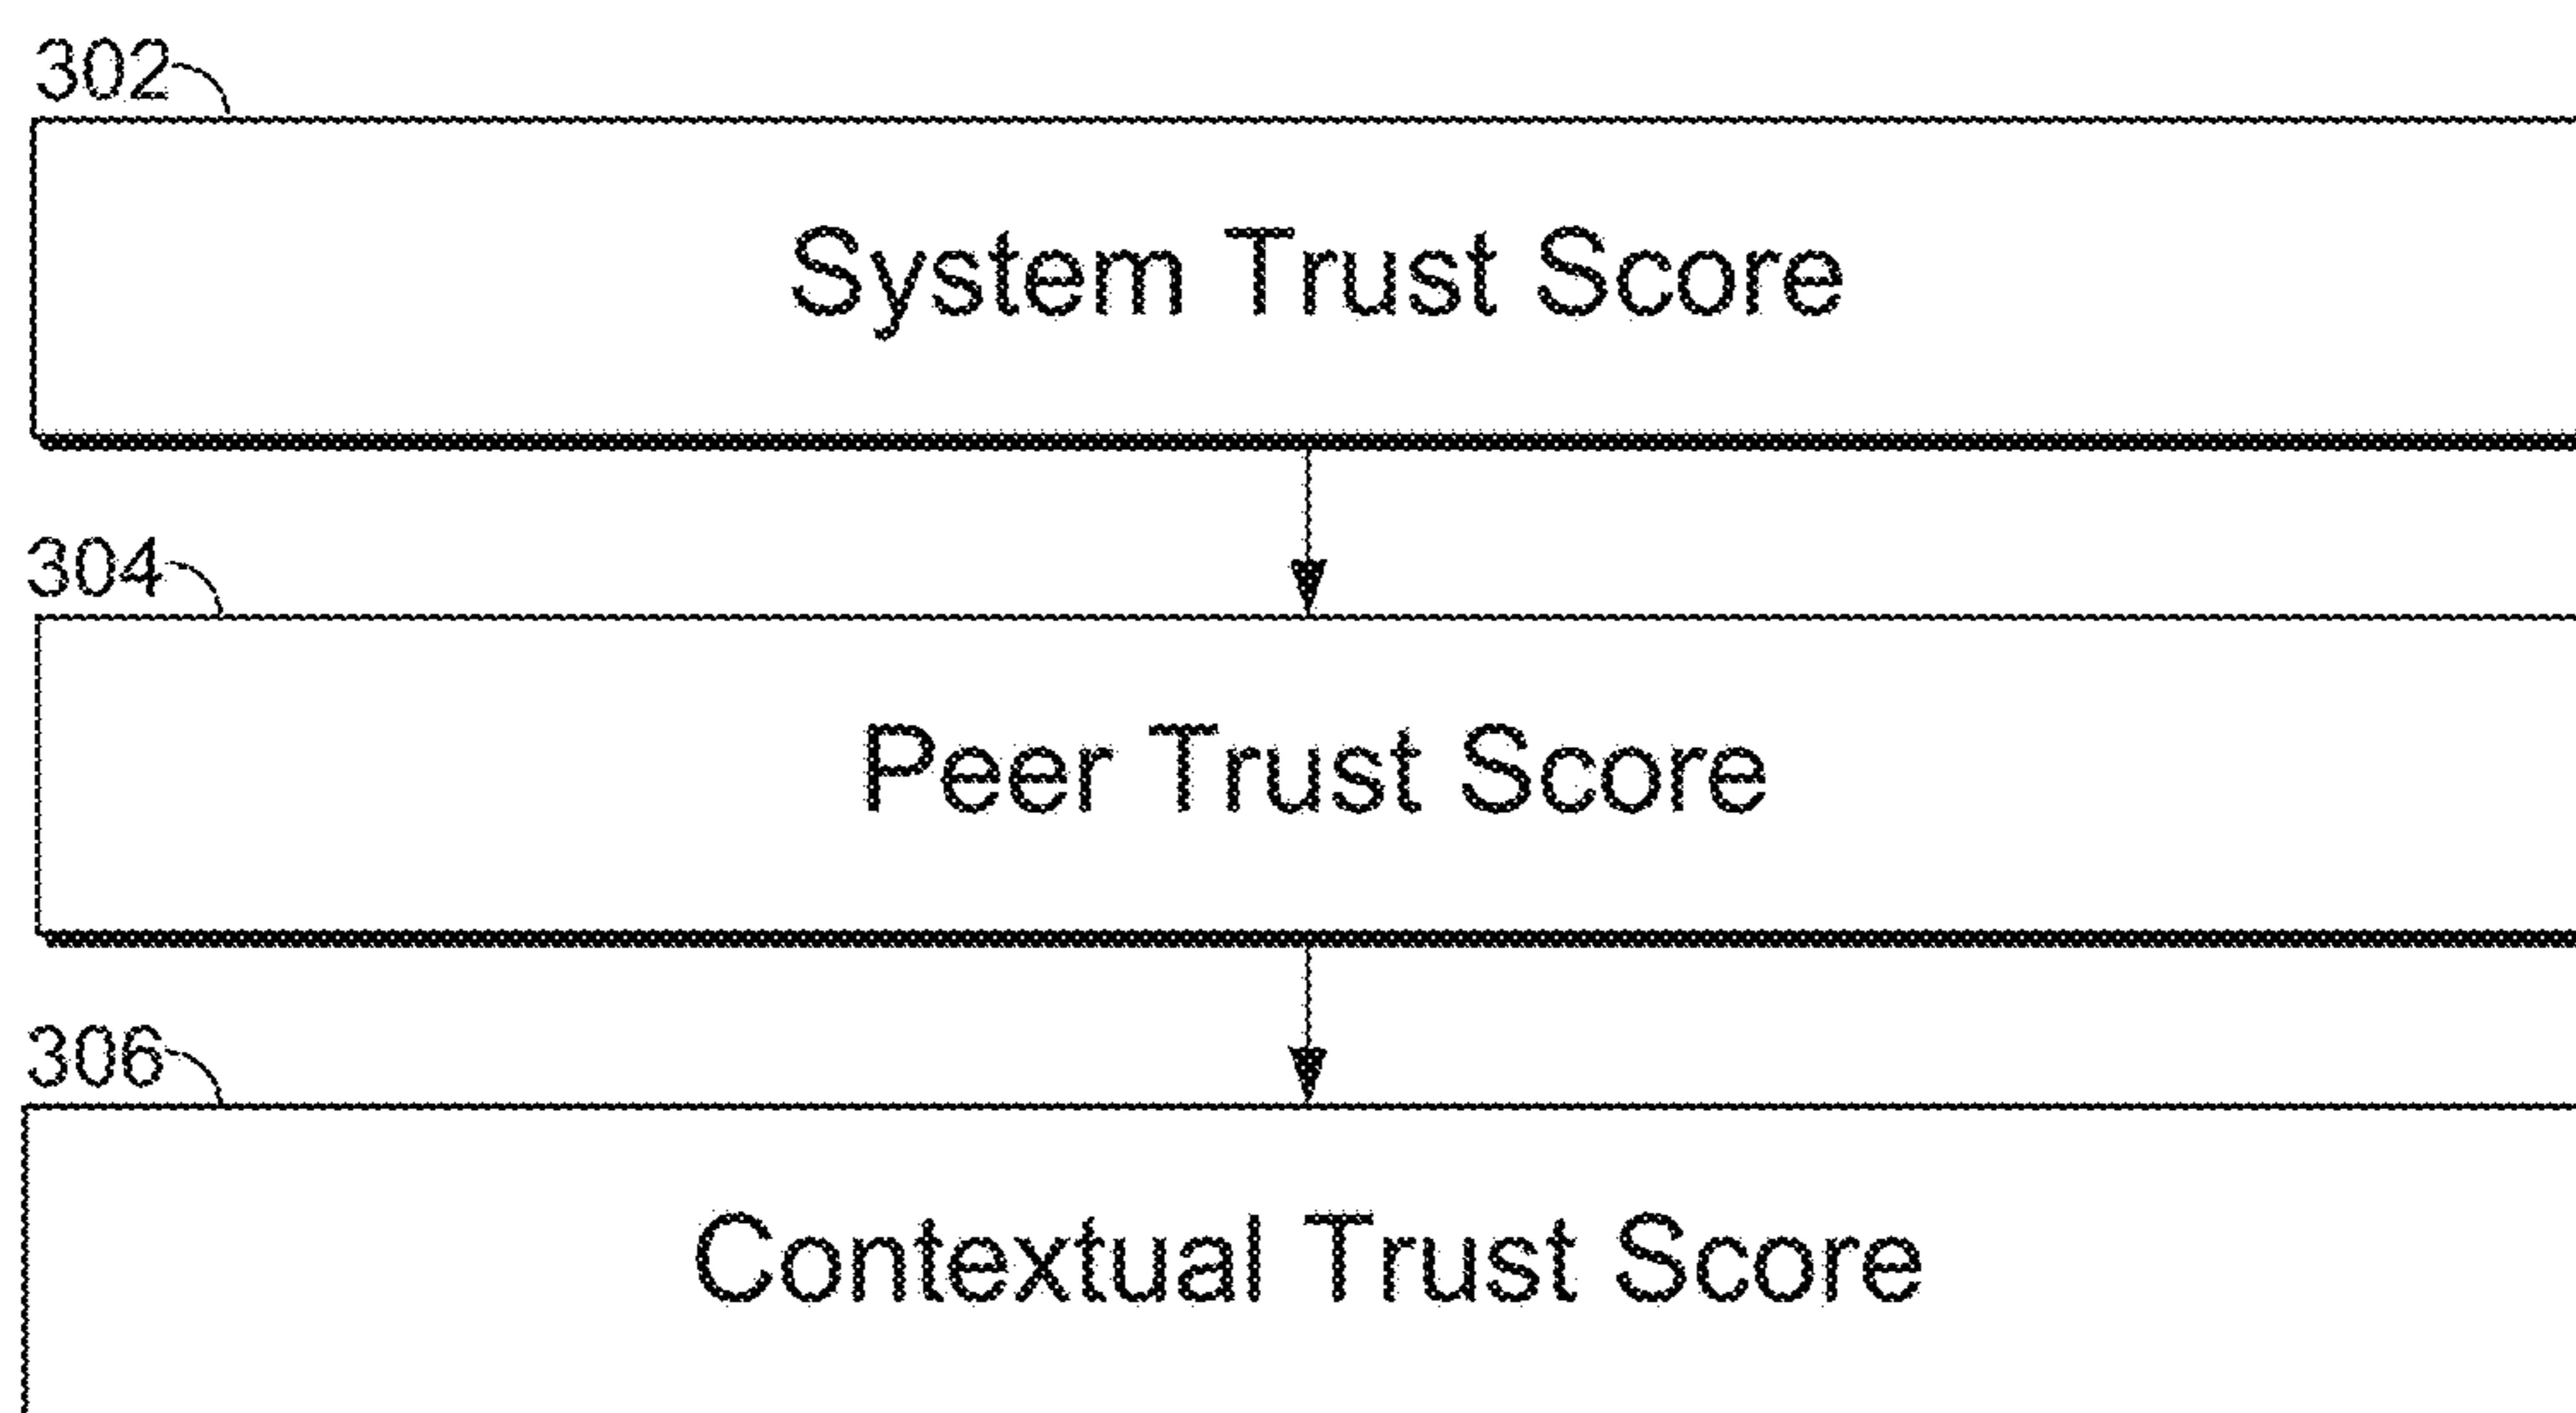 302
System Trust Score
304
Peer Trust Score
306
Contextual Trust Score